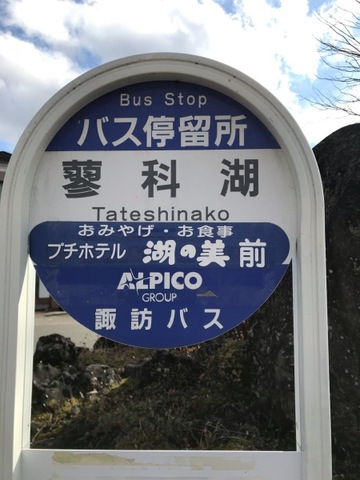 Bus Stop
バス停留所
蓼科湖
Tateshinako
おみやげ・お食事
プチホテル 湖の美 前
ALPICO
GROUP
諏訪バス